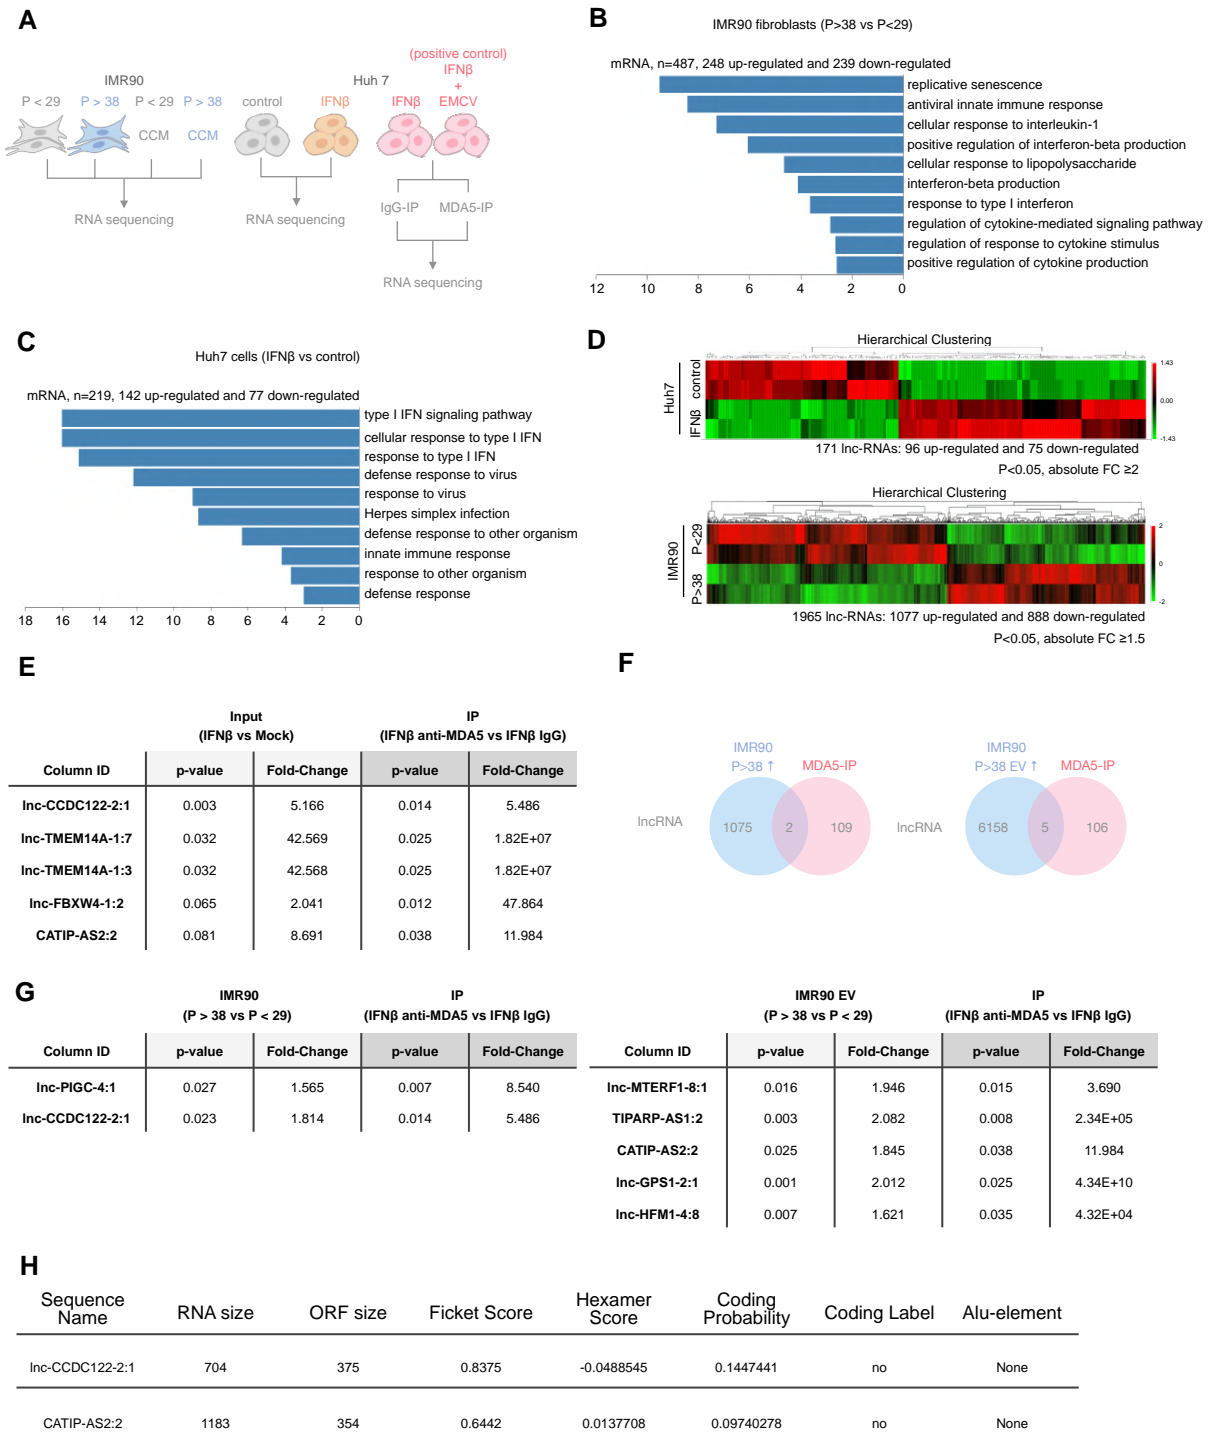 A
IMR90
P < 29 P > 38 P < 29 P > 38
CCM CCM
RNA sequencing
Huh 7
control IFNβ
RNA sequencing
(positive control)
IFNβ
+
IFNβ EMCV
IgG-IP MDA5-IP
RNA sequencing
B
IMR90 fibroblasts (P>38 vs P<29)
mRNA, n=487, 248 up-regulated and 239 down-regulated
replicative senescence
antiviral innate immune response
cellular response to interleukin-1
positive regulation of interferon-beta production
cellular response to lipopolysaccharide
interferon-beta production
response to type I interferon
regulation of cytokine-mediated signaling pathway
regulation of response to cytokine stimulus
positive regulation of cytokine production
12 10 8 6 4 2 0
C
Huh7 cells (IFNβ vs control)
mRNA, n=219, 142 up-regulated and 77 down-regulated
type I IFN signaling pathway
cellular response to type I IFN
response to type I IFN
defense response to virus
response to virus
Herpes simplex infection
defense response to other organism
innate immune response
response to other organism
defense response
18 16 14 12 10 8 6 4 2 0
D
Hierarchical Clustering
Huh7
control
IFNβ
1.43
0.00
-1.43
171 lnc-RNAs: 96 up-regulated and 75 down-regulated
P<0.05, absolute FC ≥2
Hierarchical Clustering
IMR90
P<29
P>38
2
0
-2
1965 lnc-RNAs: 1077 up-regulated and 888 down-regulated
P<0.05, absolute FC ≥1.5
E
Input IP
(IFNβ vs Mock) (IFNβ anti-MDA5 vs IFNβ IgG)
Column ID p-value Fold-Change p-value Fold-Change
lnc-CCDC122-2:1 0.003 5.166 0.014 5.486
lnc-TMEM14A-1:7 0.032 42.569 0.025 1.82E+07
lnc-TMEM14A-1:3 0.032 42.568 0.025 1.82E+07
lnc-FBXW4-1:2 0.065 2.041 0.012 47.864
CATIP-AS2:2 0.081 8.691 0.038 11.984
F
IMR90
P>38 ↑ MDA5-IP
lncRNA 1075 2 109
IMR90
P>38 EV ↑ MDA5-IP
lncRNA 6158 5 106
G
IMR90 IP
(P > 38 vs P < 29) (IFNβ anti-MDA5 vs IFNβ IgG)
Column ID p-value Fold-Change p-value Fold-Change
lnc-PIGC-4:1 0.027 1.565 0.007 8.540
lnc-CCDC122-2:1 0.023 1.814 0.014 5.486
IMR90 EV IP
(P > 38 vs P < 29) (IFNβ anti-MDA5 vs IFNβ IgG)
Column ID p-value Fold-Change p-value Fold-Change
lnc-MTERF1-8:1 0.016 1.946 0.015 3.690
TIPARP-AS1:2 0.003 2.082 0.008 2.34E+05
CATIP-AS2:2 0.025 1.845 0.038 11.984
lnc-GPS1-2:1 0.001 2.012 0.025 4.34E+10
lnc-HFM1-4:8 0.007 1.621 0.035 4.32E+04
H
Sequence Name RNA size ORF size Ficket Score Hexamer Score Coding Probability Coding Label Alu-element
lnc-CCDC122-2:1 704 375 0.8375 -0.0488545 0.1447441 no None
CATIP-AS2:2 1183 354 0.6442 0.0137708 0.09740278 no None